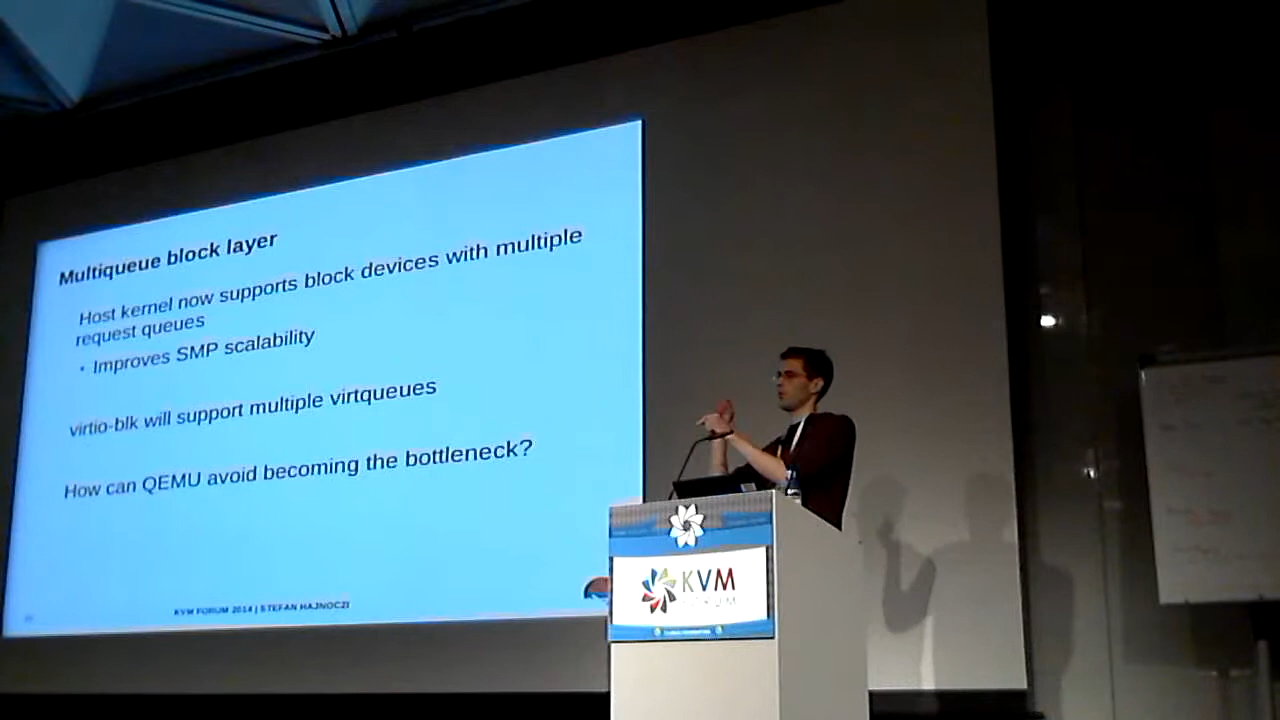 Multiqueue block layer
Host kernel now supports block devices with multiple
request queues
• Improves SMP scalability
virtio-blk will support multiple virtqueues
How can QEMU avoid becoming the bottleneck?
KVM FORUM 2014 | STEFAN HAJNOCZI
KVM
FORUM